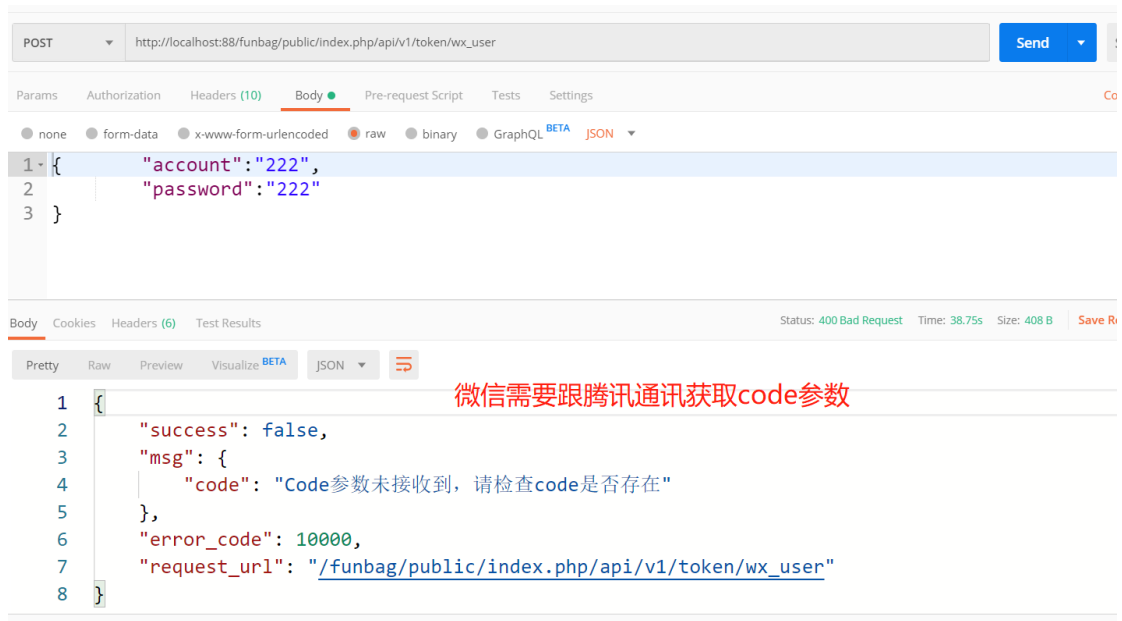 POST http://localhost:88/funbag/public/index.php/api/v1/token/wx_user Send
Params Authorization Headers (10) Body Pre-request Script Tests Settings Co
none form-data x-www-form-urlencoded raw binary GraphQL BETA JSON
1 { "account":"222",
2 "password":"222"
3 }
Body Cookies Headers (6) Test Results Status: 400 Bad Request Time: 38.75s Size: 408 B Save Re
Pretty Raw Preview Visualize BETA JSON
微信需要跟腾讯通讯获取code参数
1 {
2 "success": false,
3 "msg": {
4 "code": "Code参数未接收到，请检查code是否存在"
5 },
6 "error_code": 10000,
7 "request_url": "/funbag/public/index.php/api/v1/token/wx_user"
8 }